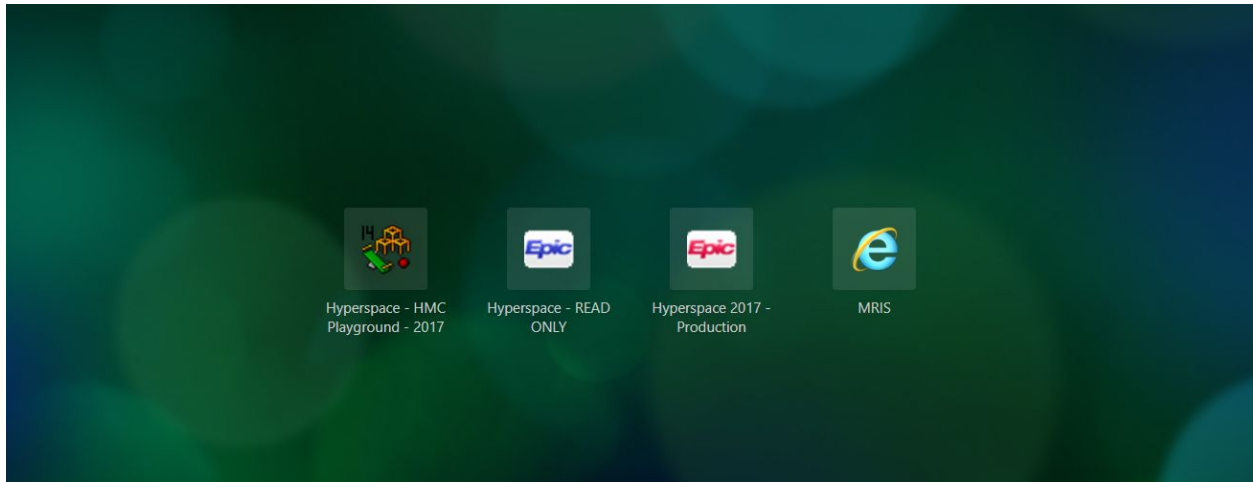 14
Epic
Epic
Hyperspace - HMC
Playground - 2017
Hyperspace - READ
ONLY
Hyperspace 2017 -
Production
MRIS